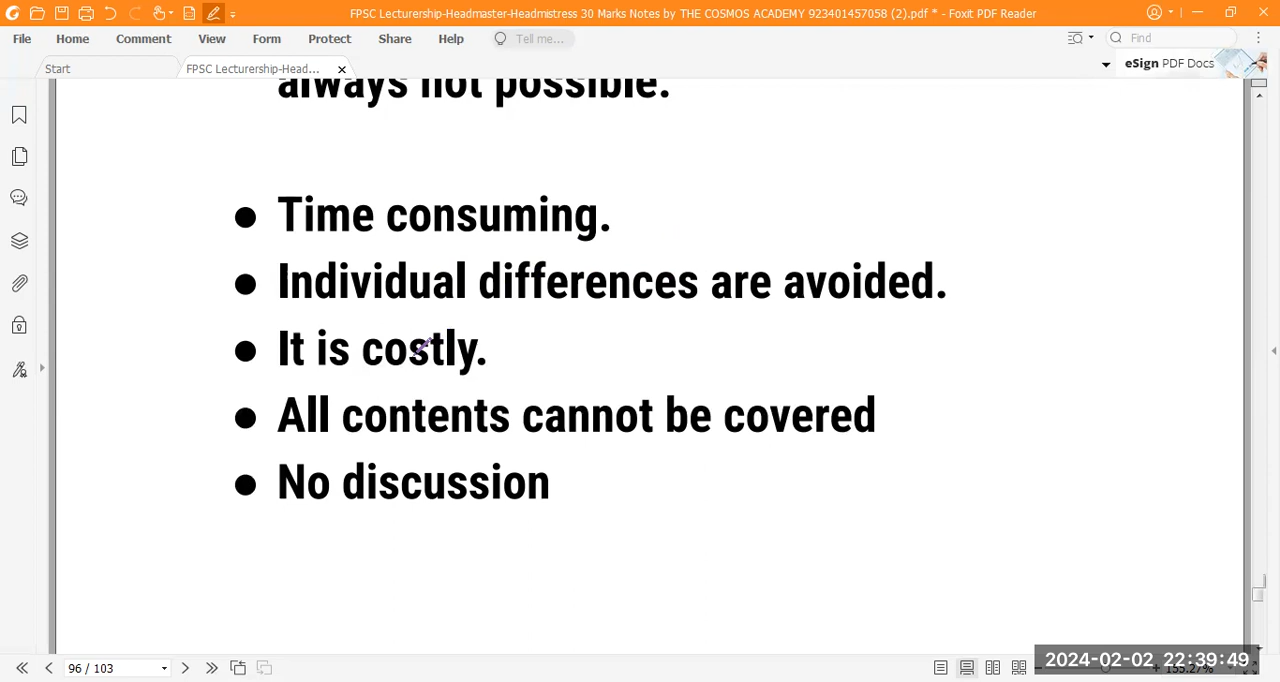 FPSC Lecturership-Headmaster-Headmistress 30 Marks Notes by THE COSMOS ACADEMY 923401457058 (2).pdf * - Foxit PDF Reader
File Home Comment View Form Protect Share Help Tell me... Find
Start FPSC Lecturership-Head... eSign PDF Docs
always not possible.
● Time consuming.
● Individual differences are avoided.
● It is costly.
● All contents cannot be covered
● No discussion
96 / 103
2024-02-02 22:39:49
155.27%